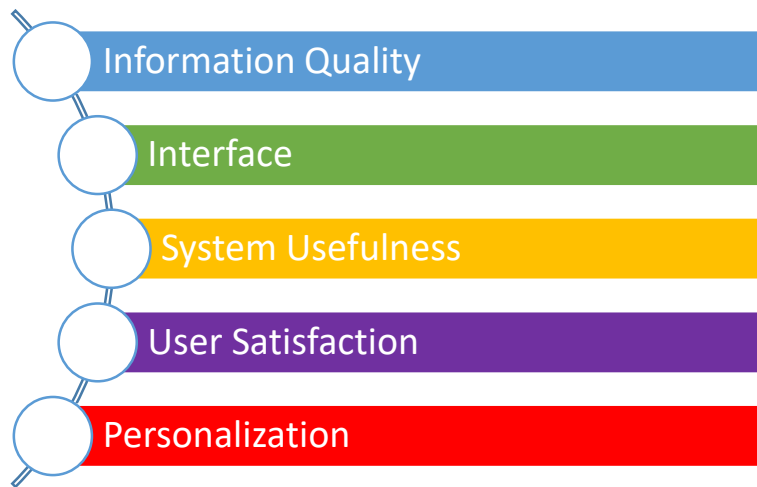 Information Quality
Interface
System Usefulness
User Satisfaction
Personalization